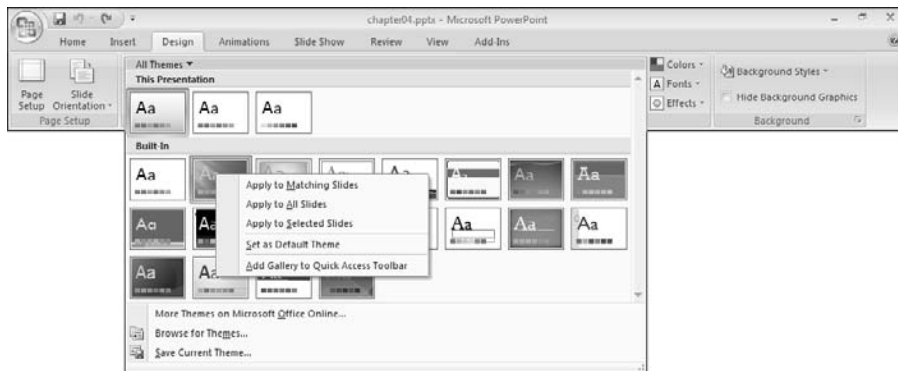 chapter04.pptx - Microsoft PowerPoint
Home Insert Design Animations Slide Show Review View Add-Ins
Page Setup
Slide Orientation
Page Setup
All Themes
This Presentation
Aa Aa Aa
Built-In
Aa Aa Aa Aa Aa Aa Aa Aa
Aa Aa Aa Aa Aa
Aa Aa
Apply to Matching Slides
Apply to All Slides
Apply to Selected Slides
Set as Default Theme
Add Gallery to Quick Access Toolbar
More Themes on Microsoft Office Online...
Browse for Themes...
Save Current Theme...
Colors
Fonts
Effects
Background Styles
Hide Background Graphics
Background